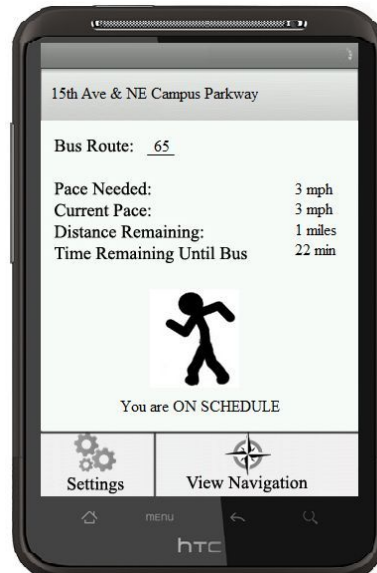 15th Ave & NE Campus Parkway
Bus Route: 65
Pace Needed: 3 mph
Current Pace: 3 mph
Distance Remaining: 1 miles
Time Remaining Until Bus 22 min
You are ON SCHEDULE
Settings View Navigation
MENU
hTC